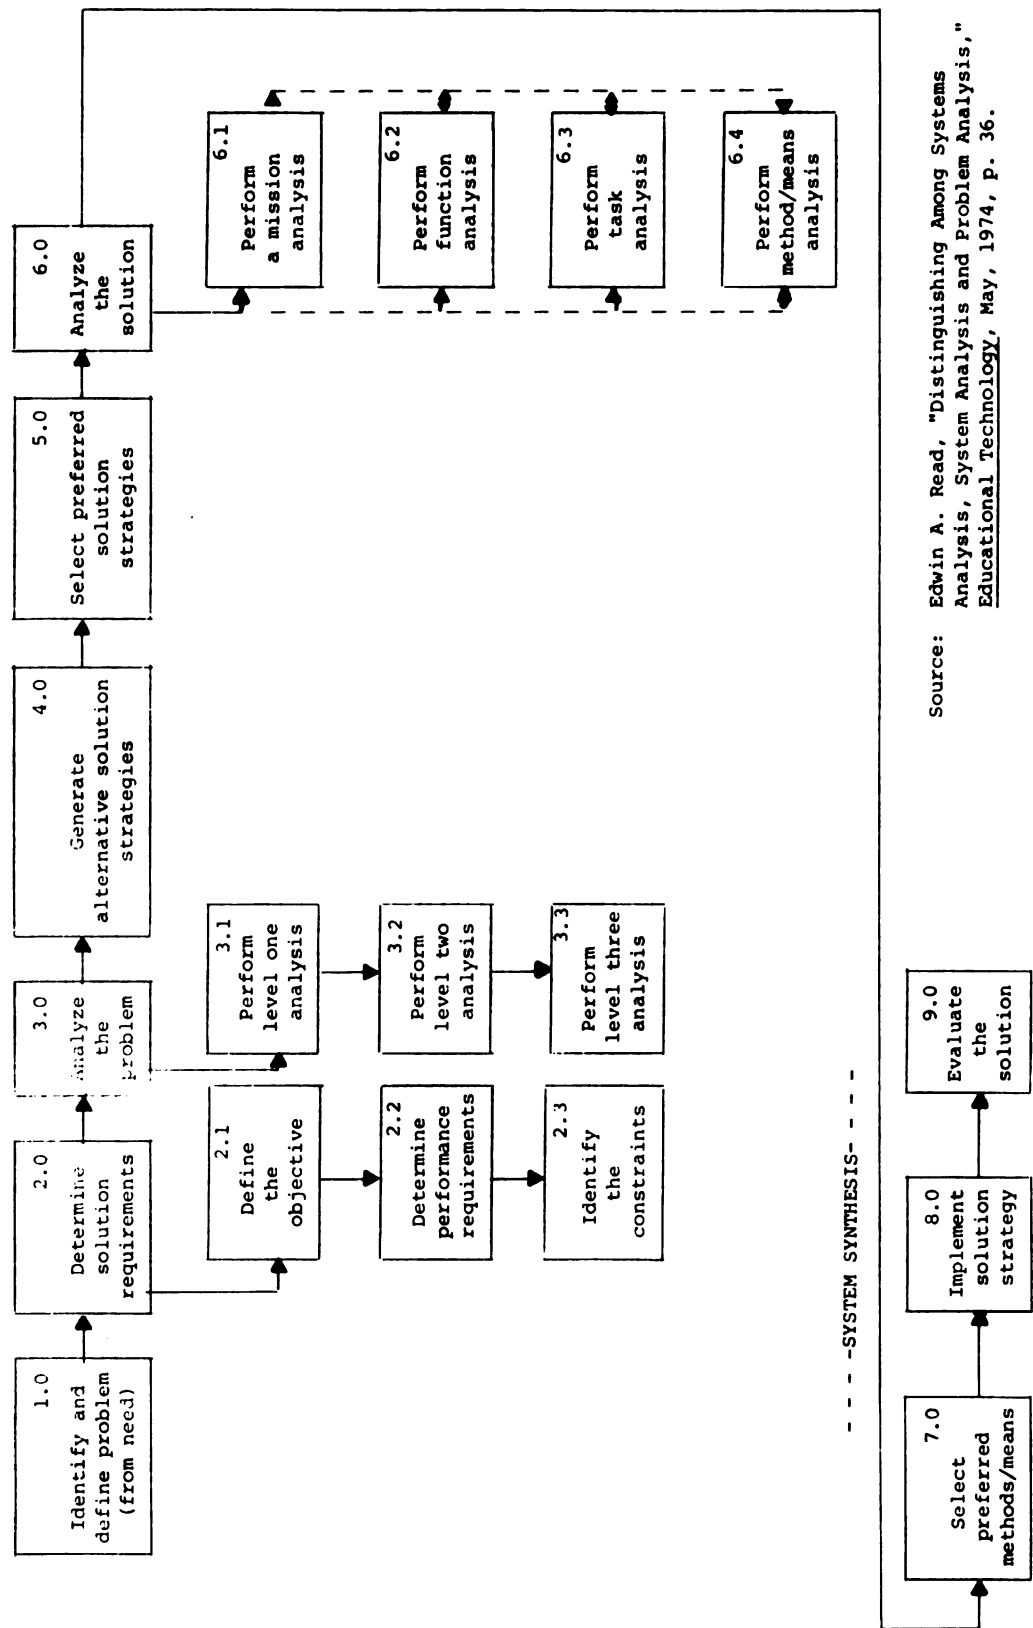 1.0
Identify and
define problem
(from need)
2.0
Determine
solution
requirements
3.0
Analyze
the
problem
4.0
Generate
alternative solution
strategies
5.0
Select preferred
solution
strategies
6.0
Analyze
the
solution
2.1
Define
the
objective
2.2
Determine
performance
requirements
2.3
Identify
the
constraints
3.1
Perform
level one
analysis
3.2
Perform
level two
analysis
3.3
Perform
level three
analysis
6.1
Perform
a mission
analysis
6.2
Perform
function
analysis
6.3
Perform
task
analysis
6.4
Perform
method/means
analysis
- - - -SYSTEM SYNTHESIS- - - -
7.0
Select
preferred
methods/means
8.0
Implement
solution
strategy
9.0
Evaluate
the
solution
Source: Edwin A. Read, "Distinguishing Among Systems
Analysis, System Analysis and Problem Analysis,"
Educational Technology, May, 1974, p. 36.